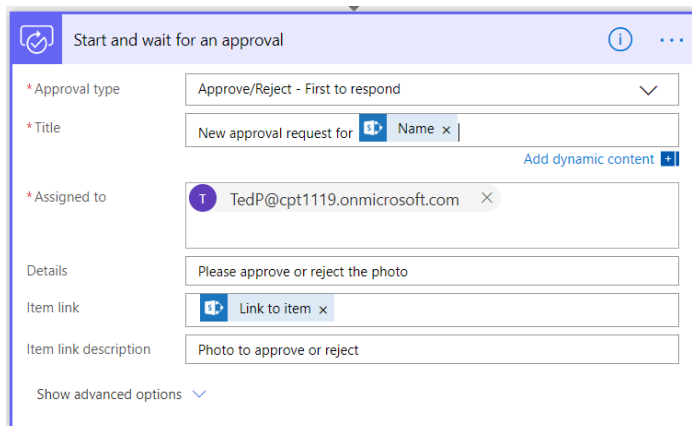 Start and wait for an approval
* Approval type
Approve/Reject - First to respond
* Title
New approval request for Name ×
Add dynamic content
* Assigned to
T TedP@cpt1119.onmicrosoft.com ×
Details
Please approve or reject the photo
Item link
Link to item ×
Item link description
Photo to approve or reject
Show advanced options